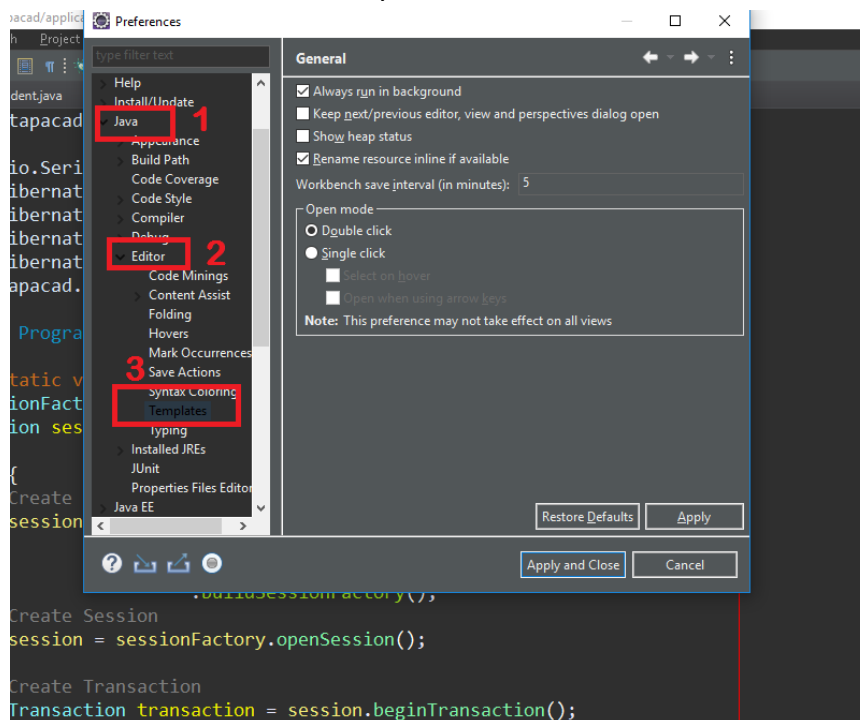 pacad/applica
Preferences
h Project
type filter text
General
dent.java
Help
Install/Update
Java
1
Appearance
Build Path
Code Coverage
Code Style
Compiler
Debug
Editor
2
Code Minings
Content Assist
Folding
Hovers
Mark Occurrences
3
Save Actions
Syntax Coloring
Templates
Typing
Installed JREs
JUnit
Properties Files Editor
Java EE
Always run in background
Keep next/previous editor, view and perspectives dialog open
Show heap status
Rename resource inline if available
Workbench save interval (in minutes): 5
Open mode
Double click
Single click
Select on hover
Open when using arrow keys
Note: This preference may not take effect on all views
Restore Defaults Apply
Apply and Close Cancel
tapacad
io.Seri
ibernat
ibernat
ibernat
ibernat
apacad.
Progra
tatic v
ionFact
ion ses
{
Create
session
.buildSessionFactory();
Create Session
session = sessionFactory.openSession();
Create Transaction
Transaction transaction = session.beginTransaction();